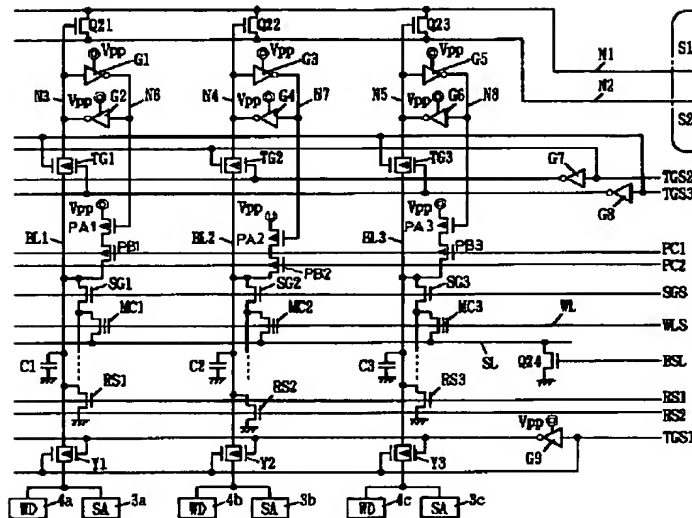 Q21 Q22 Q23
S1
Vpp G1 Vpp G3 Vpp G5
N1
N3 Vpp G2 N6 N4 Vpp G4 N7 N5 Vpp G6 N8
N2
S2
TG1 TG2 TG3
G7 TGS2
G8 TGS3
Vpp Vpp Vpp
PA1 PA2 PA3
BL1 PB1 BL2 PB2 BL3 PB3
PC1
PC2
SG1 SG2 SG3 SGS
MC1 MC2 MC3 WL WLS
C1 C2 C3 SL Q24 BSL
RS1 RS2 RS3 RS1
RS2
Vpp
TGS1
Y1 Y2 Y3 G9
4a 3a 4b 3b 4c 3c
WD SA WD SA WD SA